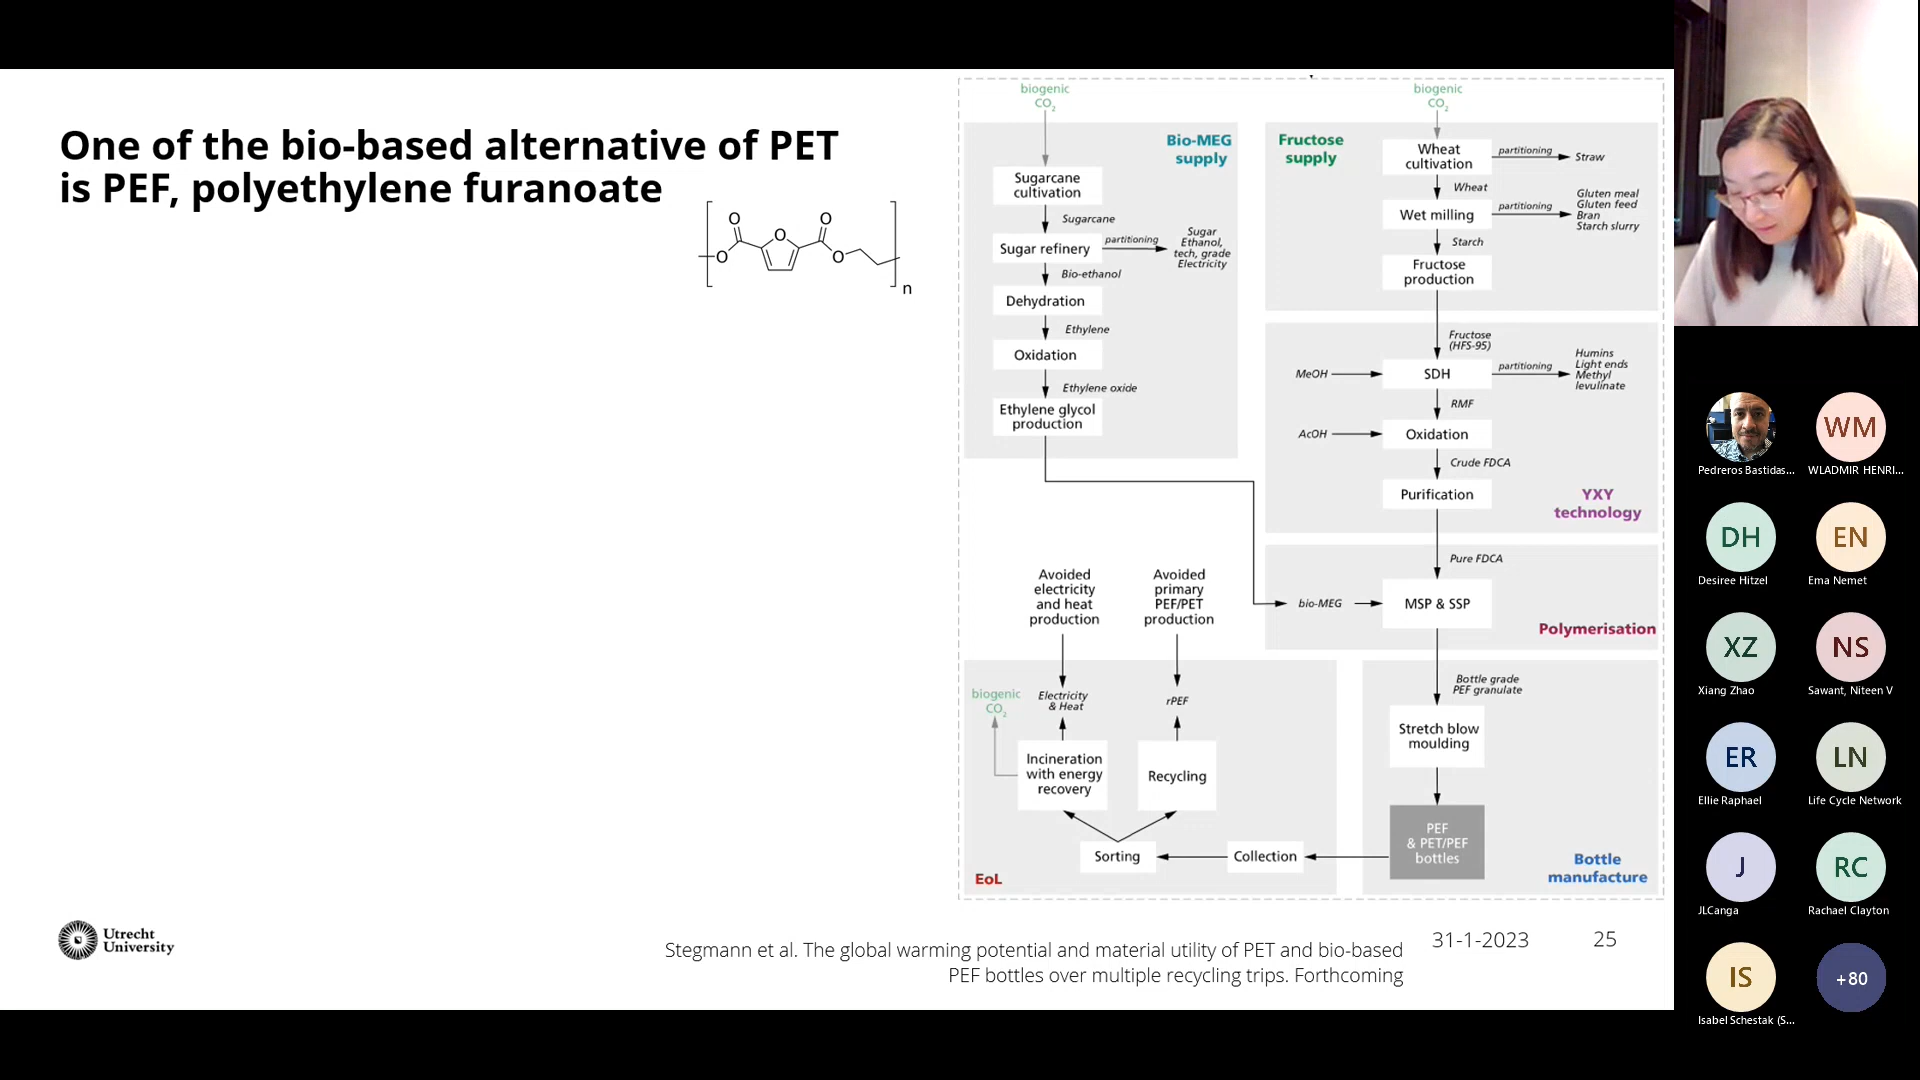 One of the bio-based alternative of PET
is PEF, polyethylene furanoate
O
O
O
O
O
n
biogenic
CO2
Bio-MEG
supply
Sugarcane
cultivation
Sugarcane
Sugar refinery
partitioning
Sugar
Ethanol,
tech, grade
Electricity
Bio-ethanol
Dehydration
Ethylene
Oxidation
Ethylene oxide
Ethylene glycol
production
biogenic
CO2
Fructose
supply
Wheat
cultivation
partitioning
Straw
Wheat
Wet milling
partitioning
Gluten meal
Gluten feed
Bran
Starch slurry
Starch
Fructose
production
Fructose
(HFS-95)
MeOH
SDH
partitioning
Humins
Light ends
Methyl
levulinate
RMF
AcOH
Oxidation
Crude FDCA
Purification
YXY
technology
Pure FDCA
bio-MEG
MSP & SSP
Polymerisation
Avoided
electricity
and heat
production
Avoided
primary
PEF/PET
production
biogenic
CO2
Electricity
& Heat
rPEF
Incineration
with energy
recovery
Recycling
Sorting
Collection
EoL
Bottle grade
PEF granulate
Stretch blow
moulding
PEF
& PET/PEF
bottles
Bottle
manufacture
Utrecht
University
Stegmann et al. The global warming potential and material utility of PET and bio-based
PEF bottles over multiple recycling trips. Forthcoming
31-1-2023
25
Pedreros Bastidas...
WM
WLADMIR HENRI...
DH
Desiree Hitzel
EN
Ema Nemet
XZ
Xiang Zhao
NS
Sawant, Niteen V
ER
Ellie Raphael
LN
Life Cycle Network
J
JLCanga
RC
Rachael Clayton
IS
Isabel Schestak (S...
+80